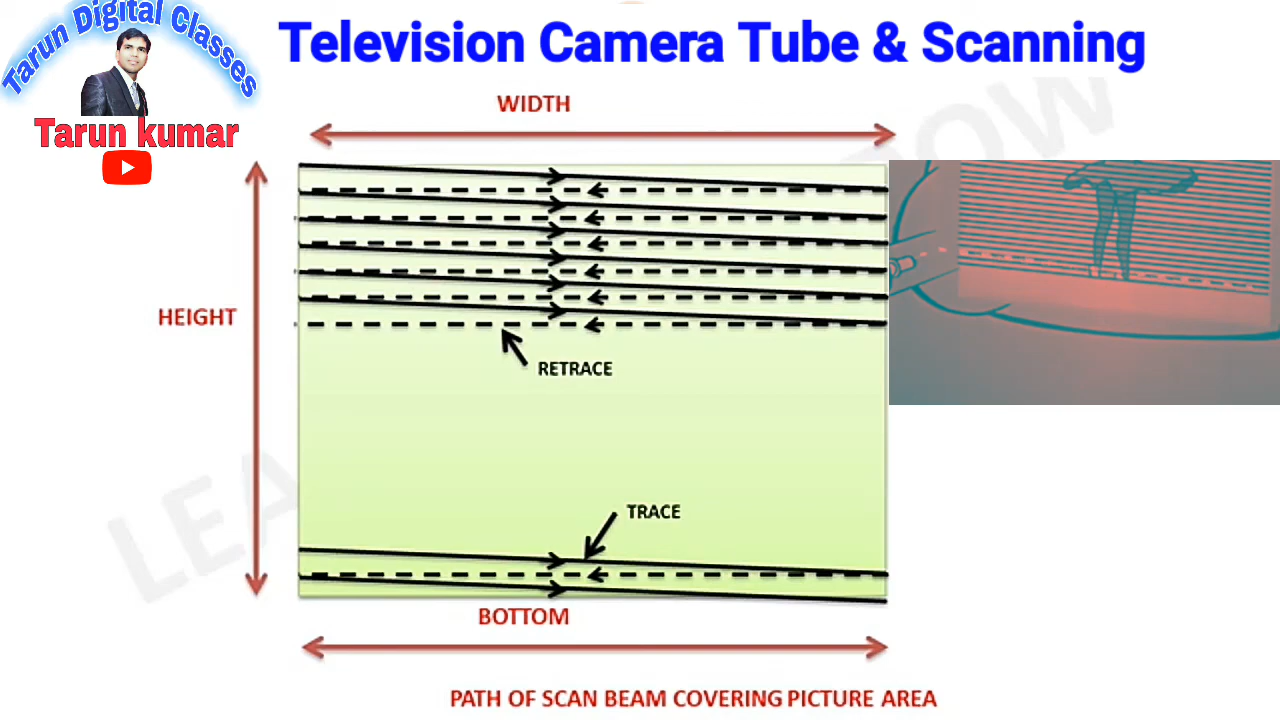 Tarun Digital Classes
Tarun kumar
Television Camera Tube & Scanning
WIDTH
HEIGHT
RETRACE
TRACE
BOTTOM
PATH OF SCAN BEAM COVERING PICTURE AREA